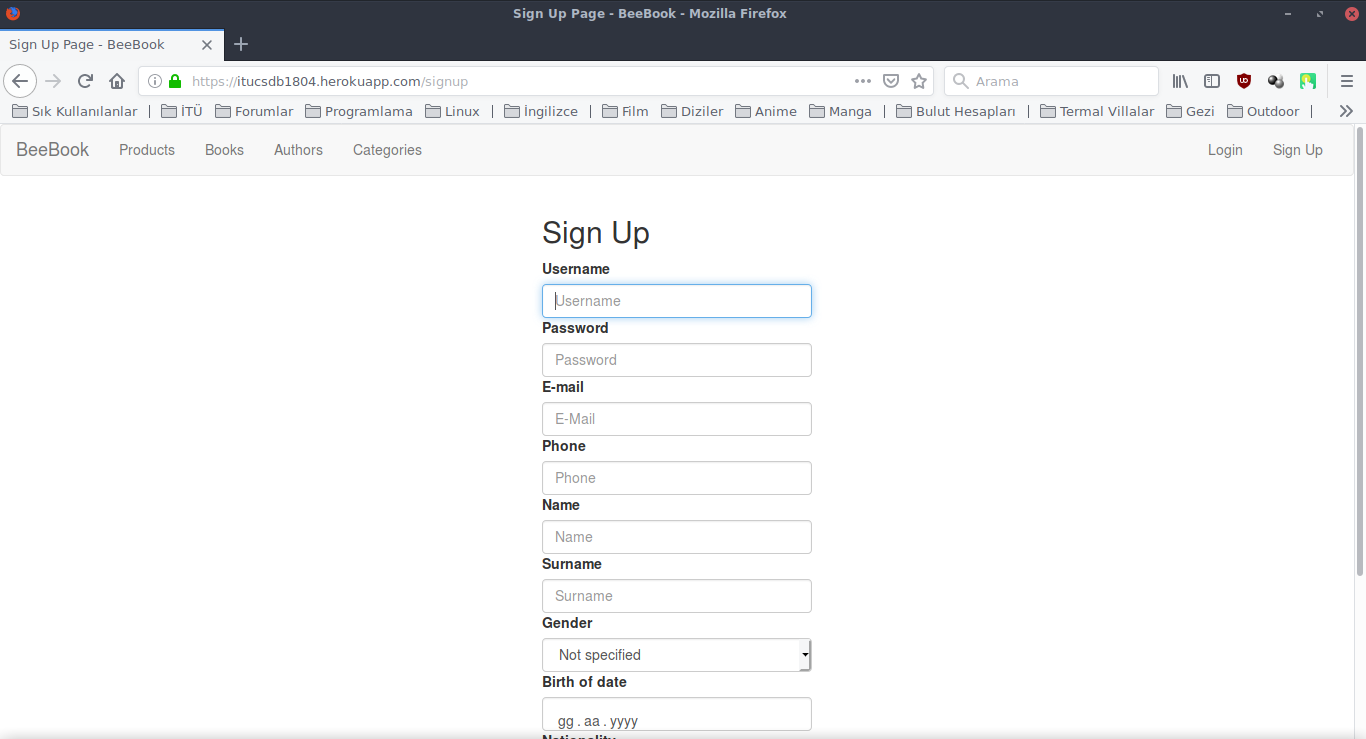 Sign Up Page - BeeBook - Mozilla Firefox
Sign Up Page - BeeBook
https://itucsdb1804.herokuapp.com/signup Arama
Sık Kullanılanlar | İTÜ Forumlar Programlama Linux | İngilizce | Film Diziler Anime Manga | Bulut Hesapları | Termal Villalar Gezi Outdoor |
BeeBook Products Books Authors Categories Login Sign Up
Sign Up
Username
Username
Password
Password
E-mail
E-Mail
Phone
Phone
Name
Name
Surname
Surname
Gender
Not specified
Birth of date
gg . aa . yyyy
Nationality